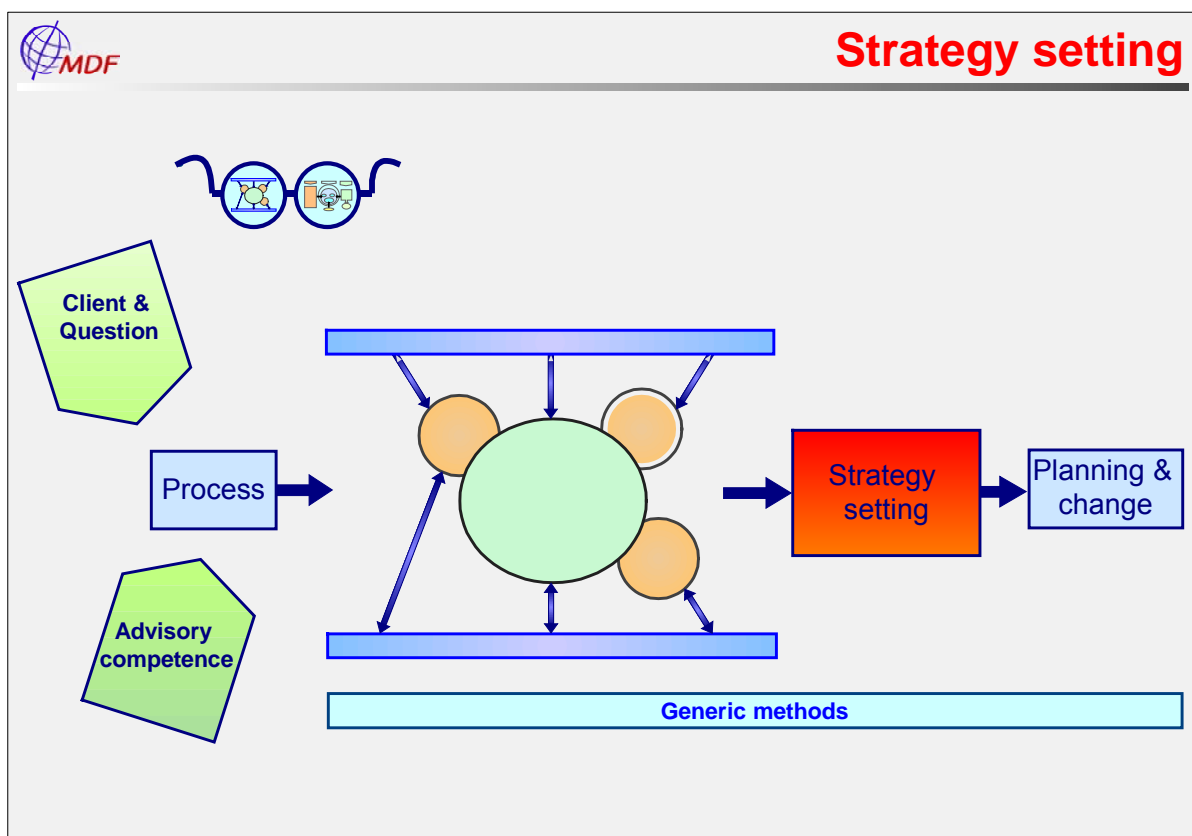 MDF
Strategy setting
Client &
Question
Process
Strategy
setting
Planning &
change
Advisory
competence
Generic methods